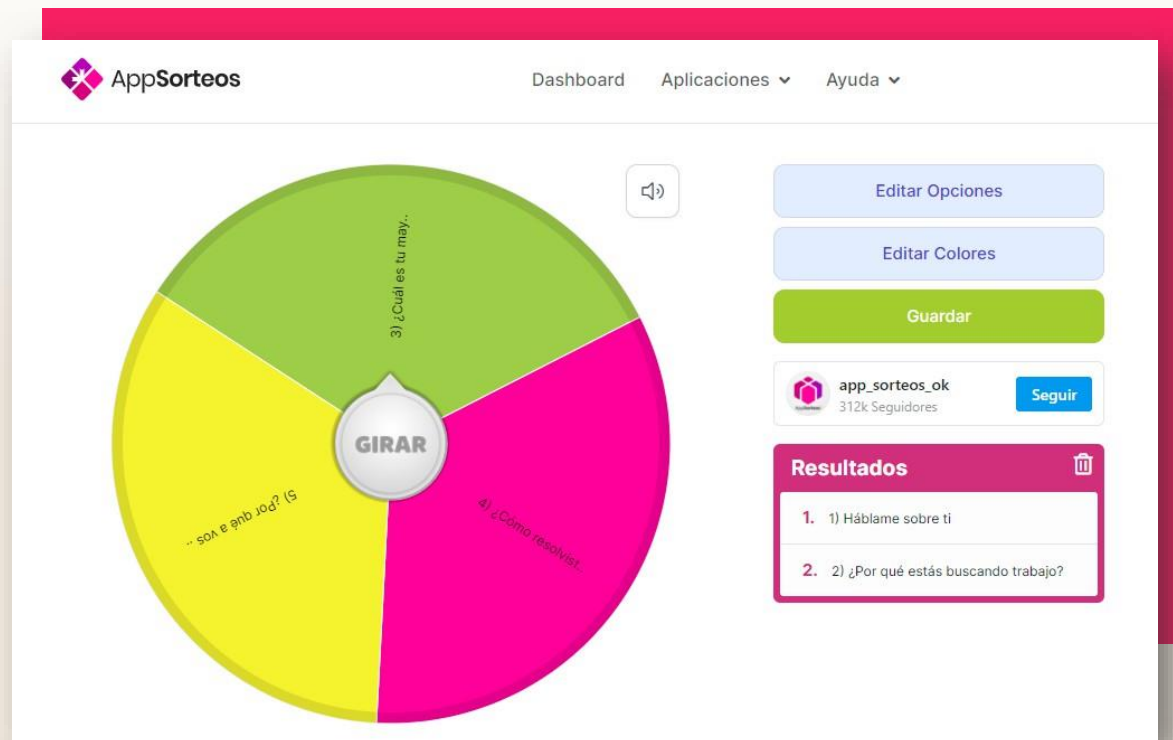 AppSorteos
Dashboard
Aplicaciones
Ayuda
3) ¿Cuál es tu may..
4) ¿Cómo resolvist..
5) ?Por qué a vos ..
GIRAR
Editar Opciones
Editar Colores
Guardar
app_sorteos_ok
312k Seguidores
Seguir
Resultados
1. 1) Háblame sobre ti
2. 2) ¿Por qué estás buscando trabajo?